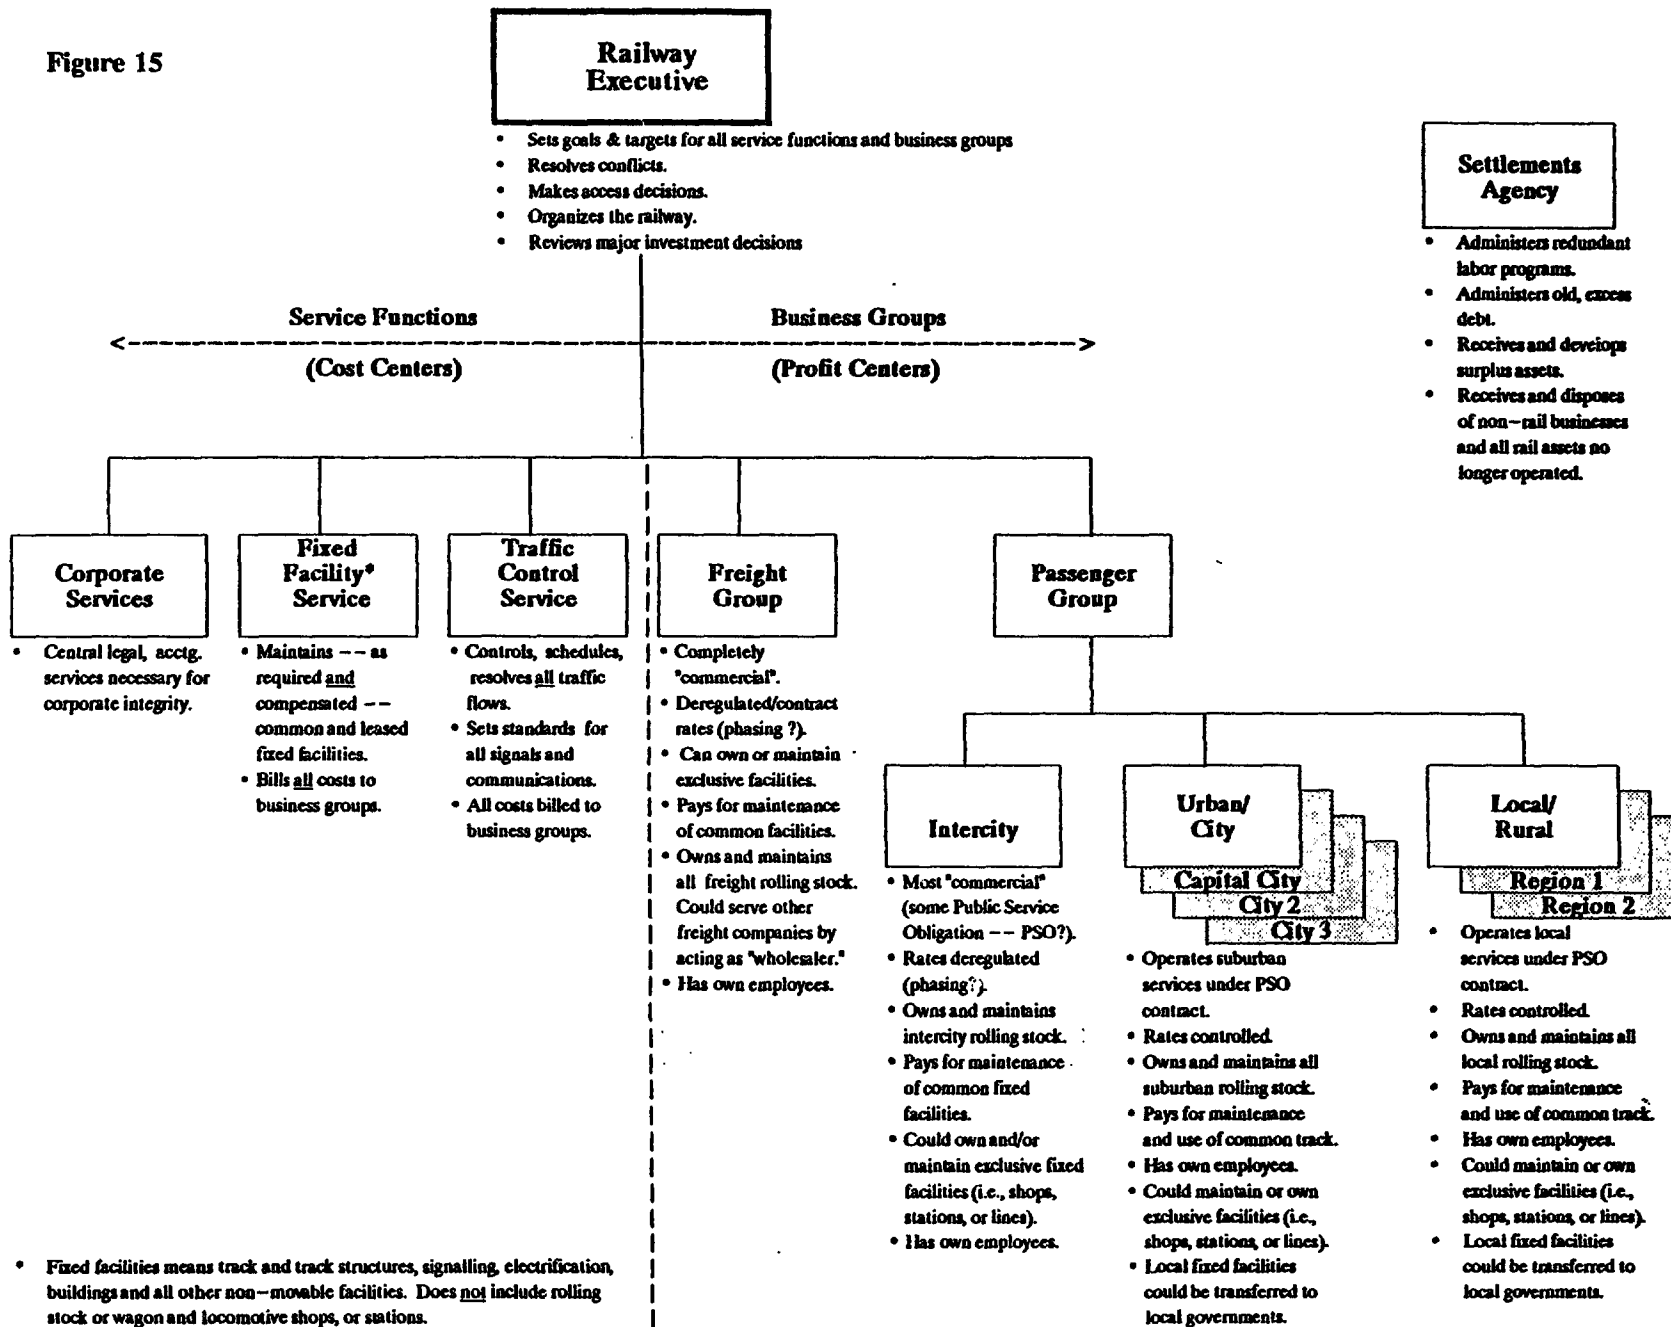 Figure 15
Railway
Executive
• Sets goals & targets for all service functions and business groups
• Resolves conflicts.
• Makes access decisions.
• Organizes the railway.
• Reviews major investment decisions
Settlements
Agency
• Administers redundant
labor programs.
• Administers old, excess
debt.
• Receives and develops
surplus assets.
• Receives and disposes
of non-rail businesses
and all rail assets no
longer operated.
Service Functions
(Cost Centers)
Business Groups
(Profit Centers)
Corporate
Services
• Central legal, acctg.
services necessary for
corporate integrity.
Fixed
Facility*
Service
• Maintains -- as
required and
compensated --
common and leased
fixed facilities.
• Bills all costs to
business groups.
Traffic
Control
Service
• Controls, schedules,
resolves all traffic
flows.
• Sets standards for
all signals and
communications.
• All costs billed to
business groups.
Freight
Group
• Completely
"commercial".
• Deregulated/contract
rates (phasing ?).
• Can own or maintain
exclusive facilities.
• Pays for maintenance
of common facilities.
• Owns and maintains
all freight rolling stock.
Could serve other
freight companies by
acting as "wholesaler."
• Has own employees.
Passenger
Group
Intercity
• Most "commercial"
(some Public Service
Obligation -- PSO?).
• Rates deregulated
(phasing?).
• Owns and maintains
intercity rolling stock.
• Pays for maintenance
of common fixed
facilities.
• Could own and/or
maintain exclusive fixed
facilities (i.e., shops,
stations, or lines).
• Has own employees.
Urban/
City
Capital City
City 2
City 3
• Operates suburban
services under PSO
contract.
• Rates controlled.
• Owns and maintains all
suburban rolling stock.
• Pays for maintenance
and use of common track.
• Has own employees.
• Could maintain or own
exclusive facilities (i.e.,
shops, stations, or lines).
• Local fixed facilities
could be transferred to
local governments.
Local/
Rural
Region 1
Region 2
• Operates local
services under PSO
contract.
• Rates controlled.
• Owns and maintains all
local rolling stock.
• Pays for maintenance
and use of common track.
• Has own employees.
• Could maintain or own
exclusive facilities (i.e.,
shops, stations, or lines).
• Local fixed facilities
could be transferred to
local governments.
* Fixed facilities means track and track structures, signalling, electrification,
buildings and all other non-movable facilities. Does not include rolling
stock or wagon and locomotive shops, or stations.